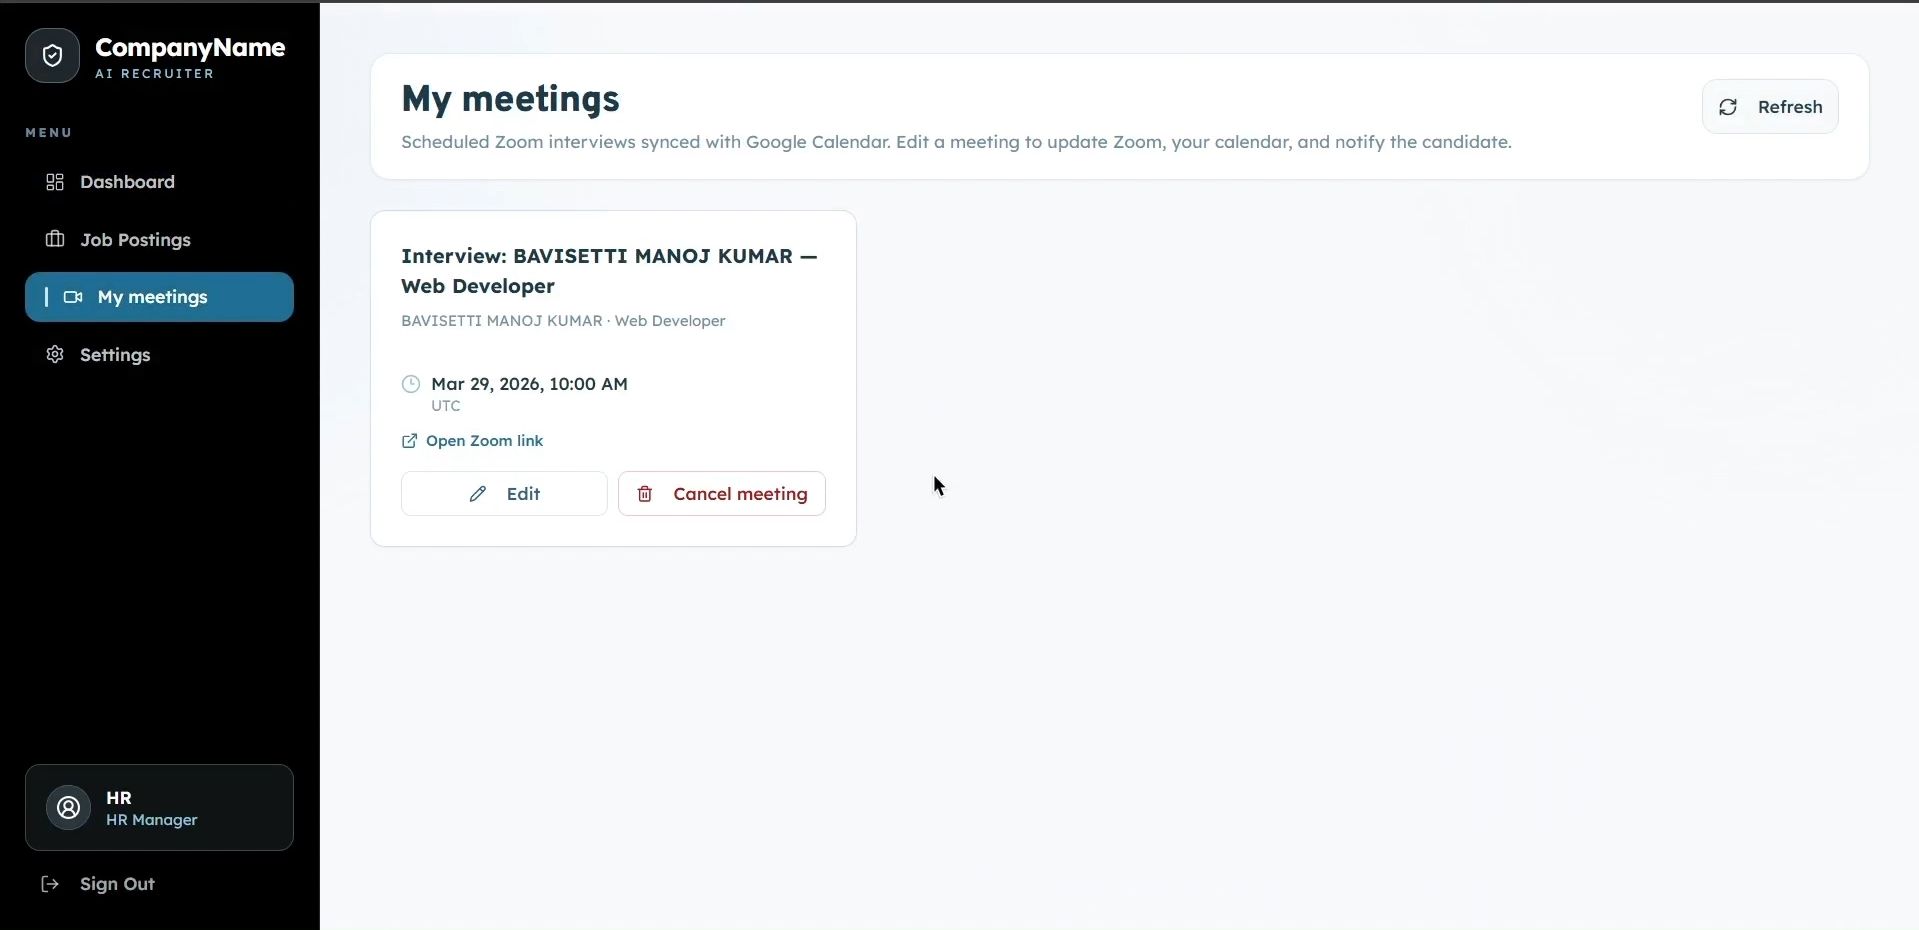 CompanyName
AI RECRUITER
MENU
Dashboard
Job Postings
My meetings
Settings
HR
HR Manager
Sign Out
My meetings
Scheduled Zoom interviews synced with Google Calendar. Edit a meeting to update Zoom, your calendar, and notify the candidate.
Refresh
Interview: BAVISETTI MANOJ KUMAR —
Web Developer
BAVISETTI MANOJ KUMAR · Web Developer
Mar 29, 2026, 10:00 AM
UTC
Open Zoom link
Edit
Cancel meeting